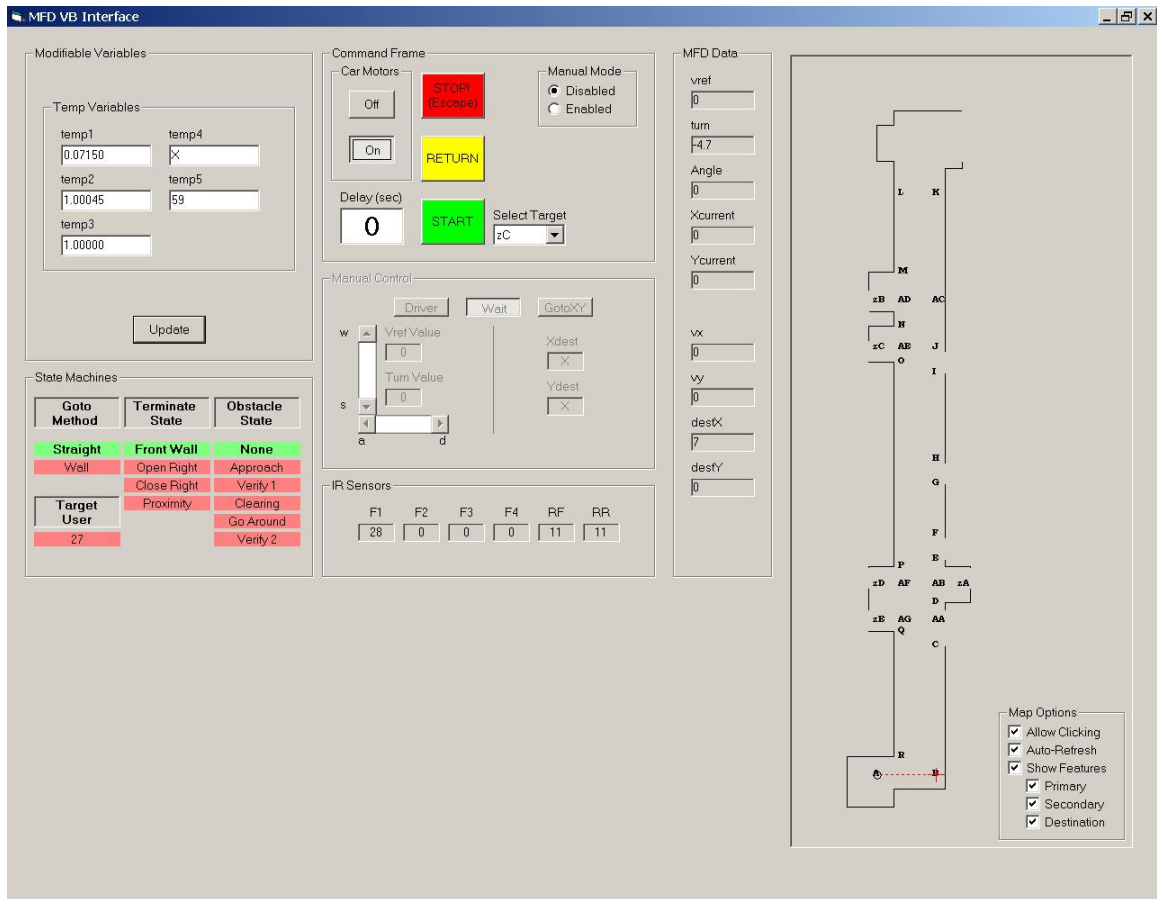 MFD VB Interface
Modifiable Variables
Temp Variables
temp1
temp4
0.07150
X
temp2
temp5
1.00045
59
temp3
1.00000
Update
State Machines
Goto Method
Terminate State
Obstacle State
Straight
Front Wall
None
Wall
Open Right
Approach
Close Right
Verify 1
Target User
Proximity
Clearing
Go Around
27
Verify 2
Command Frame
Car Motors
Off
On
STOP!
(Escape)
RETURN
START
Manual Mode
Disabled
Enabled
Delay (sec)
0
Select Target
zC
Manual Control
Driver
Wait
GotoXY
w
Vref Value
0
Turn Value
0
s
a
d
Xdest
X
Ydest
X
IR Sensors
F1 F2 F3 F4 RF RR
28 0 0 0 11 11
MFD Data
vref
0
turn
-4.7
Angle
0
Xcurrent
0
Ycurrent
0
vx
0
vy
0
destX
7
destY
0
L K
M
zB AD AC
N
zC AE J
O
I
H
G
F
E
P
zD AF AB zA
D
zE AG AA
Q
C
R
A B
Map Options
Allow Clicking
Auto-Refresh
Show Features
Primary
Secondary
Destination